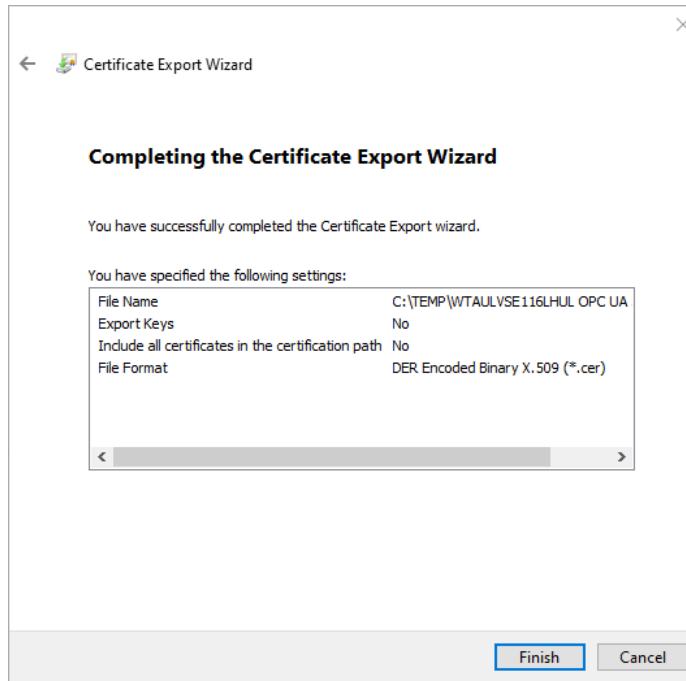 Certificate Export Wizard
Completing the Certificate Export Wizard
You have successfully completed the Certificate Export wizard.
You have specified the following settings:
File Name C:\TEMP\WTAULVSE116LHUL OPC UA
Export Keys No
Include all certificates in the certification path No
File Format DER Encoded Binary X.509 (*.cer)
Finish Cancel